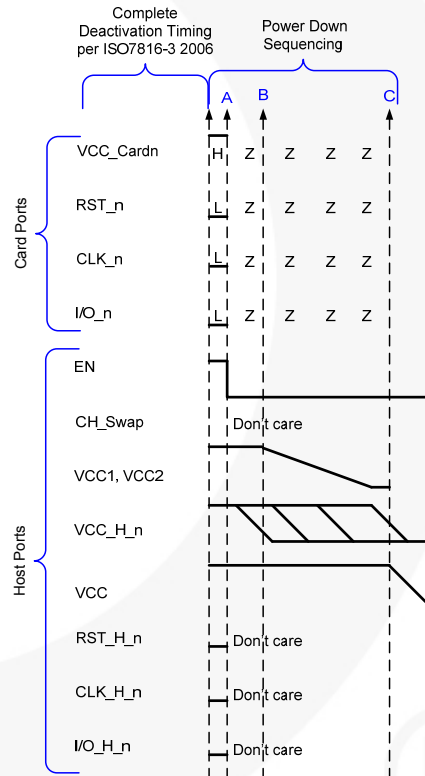 Complete
Deactivation Timing
per ISO7816-3 2006
Power Down
Sequencing
A B C
Card Ports
VCC_Cardn H Z Z Z Z
RST_n L Z Z Z Z
CLK_n L Z Z Z Z
I/O_n L Z Z Z Z
Host Ports
EN
CH_Swap Don't care
VCC1, VCC2
VCC_H_n
VCC
RST_H_n Don't care
CLK_H_n Don't care
I/O_H_n Don't care